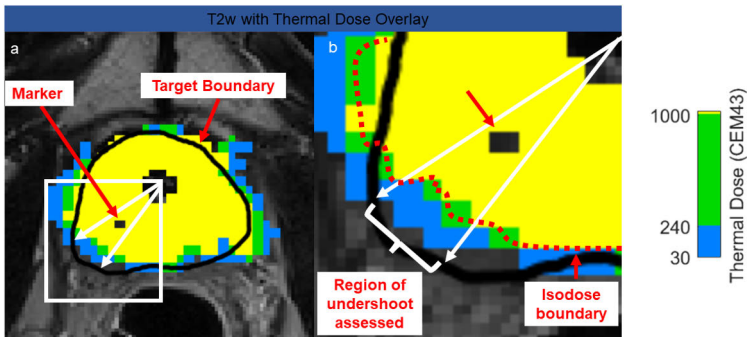 T2w with Thermal Dose Overlay
a
Marker
Target Boundary
b
Region of
undershoot
assessed
Isodose
boundary
1000
240
30
Thermal Dose (CEM43)